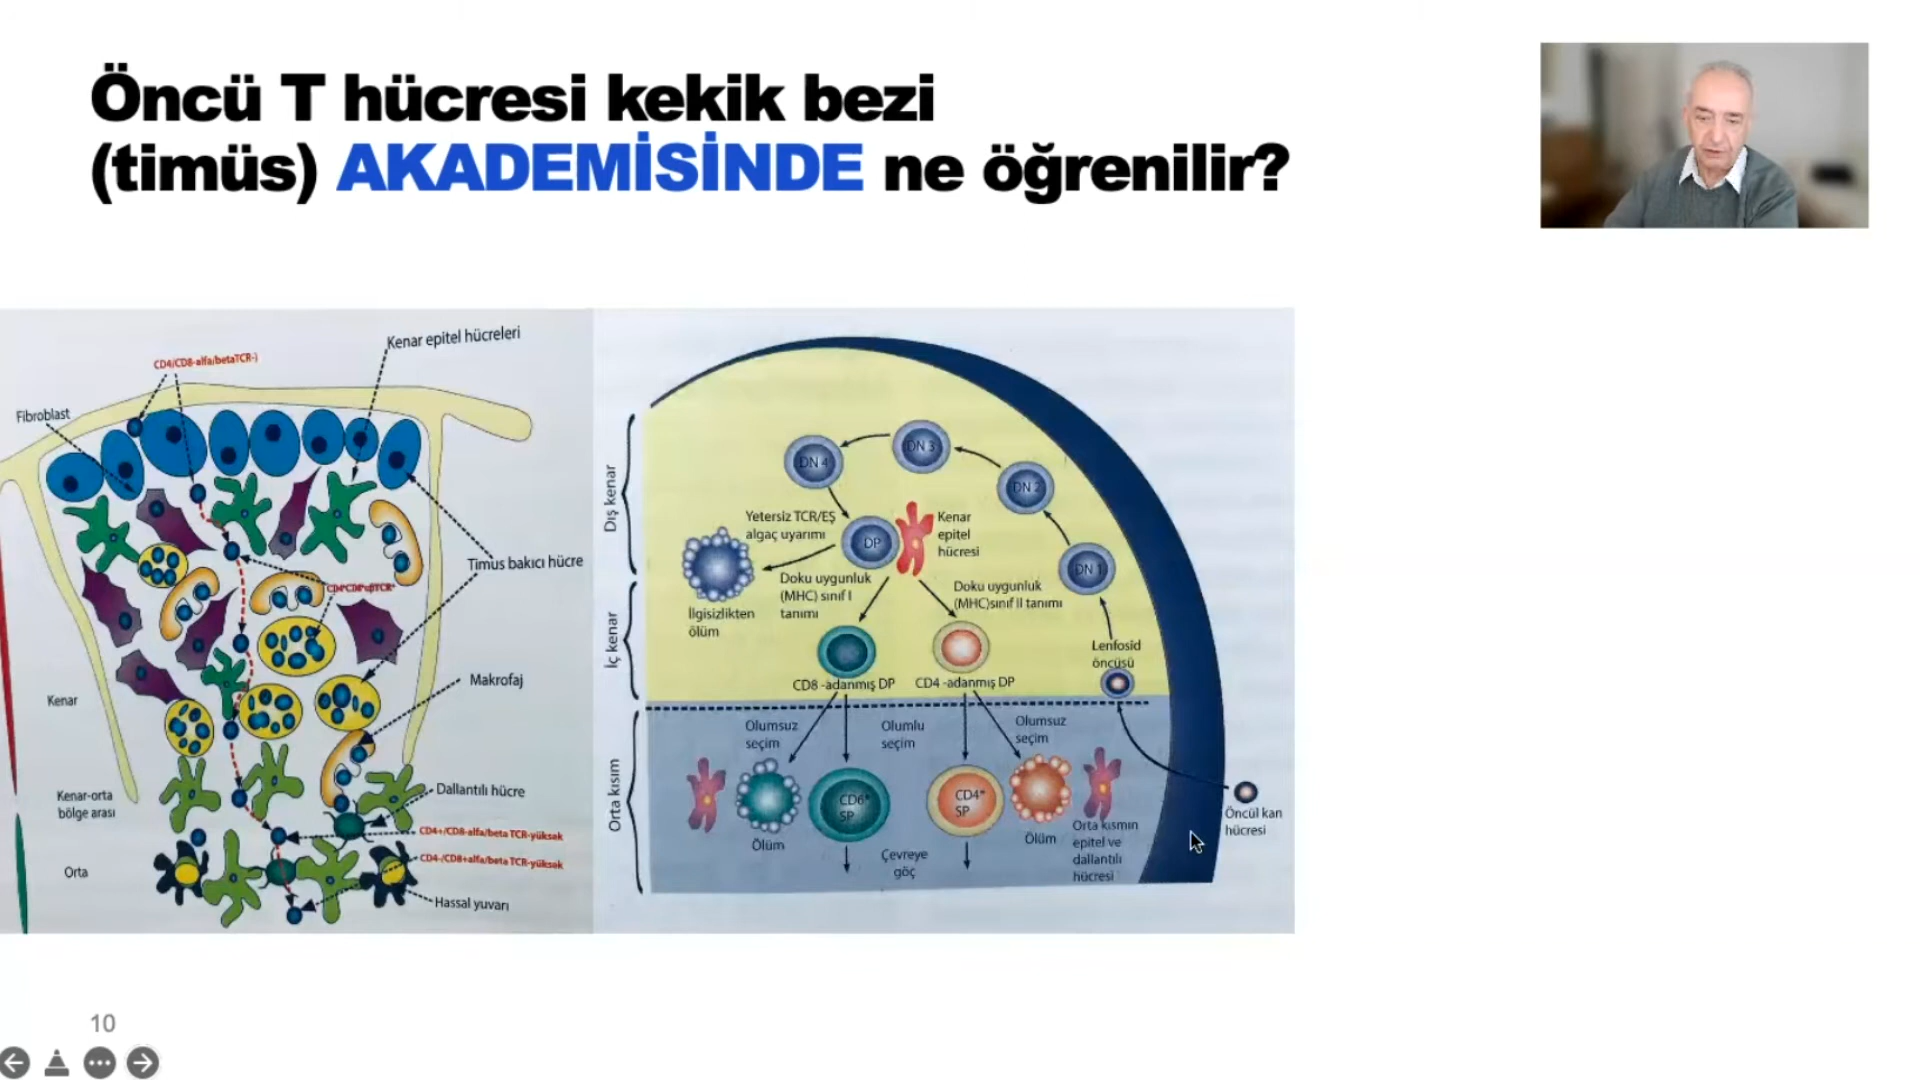 Öncü T hücresi kekik bezi
(timüs) AKADEMİSİNDE ne öğrenilir?
Kenar epitel hücreleri
CD4/CD8-alfa/betaTCR-)
Fibroblast
Timus bakıcı hücre
Makrofaj
Kenar
Kenar-orta
bölge arası
Dallantılı hücre
CD4+/CD8-alfa/beta TCR-yüksek
CD4-/CD8+alfa/beta TCR-yüksek
Orta
Hassal yuvarı
Dış kenar
İç kenar
Orta kısım
DN 4
DN 3
DN 2
DN 1
Yetersiz TCR/EŞ
algaç uyarımı
DP
Kenar
epitel
hücresi
İlgisizlikten
ölüm
Doku uygunluk
(MHC) sınıf I
tanımı
Doku uygunluk
(MHC)sınıf II tanımı
Lenfosid
öncüsü
CD8 -adanmış DP
CD4 -adanmış DP
Olumsuz
seçim
Olumlu
seçim
Olumsuz
seçim
CD6+
SP
CD4+
SP
Ölüm
Ölüm
Orta kısmın
epitel ve
dallantılı
hücresi
Çevreye
göç
Öncül kan
hücresi
10